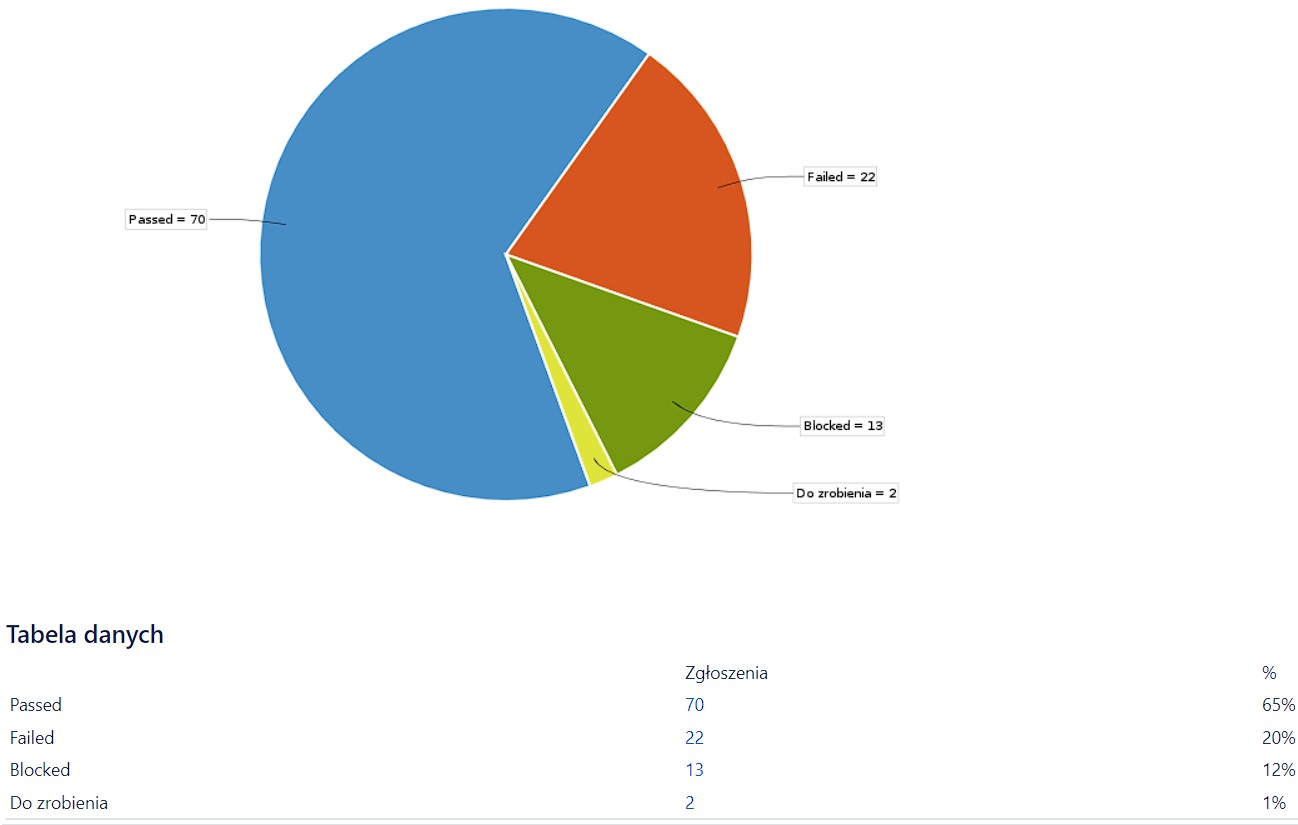 Failed = 22
Passed = 70
Blocked = 13
Do zrobienia = 2
Tabela danych
Zgłoszenia %
Passed 70 65%
Failed 22 20%
Blocked 13 12%
Do zrobienia 2 1%